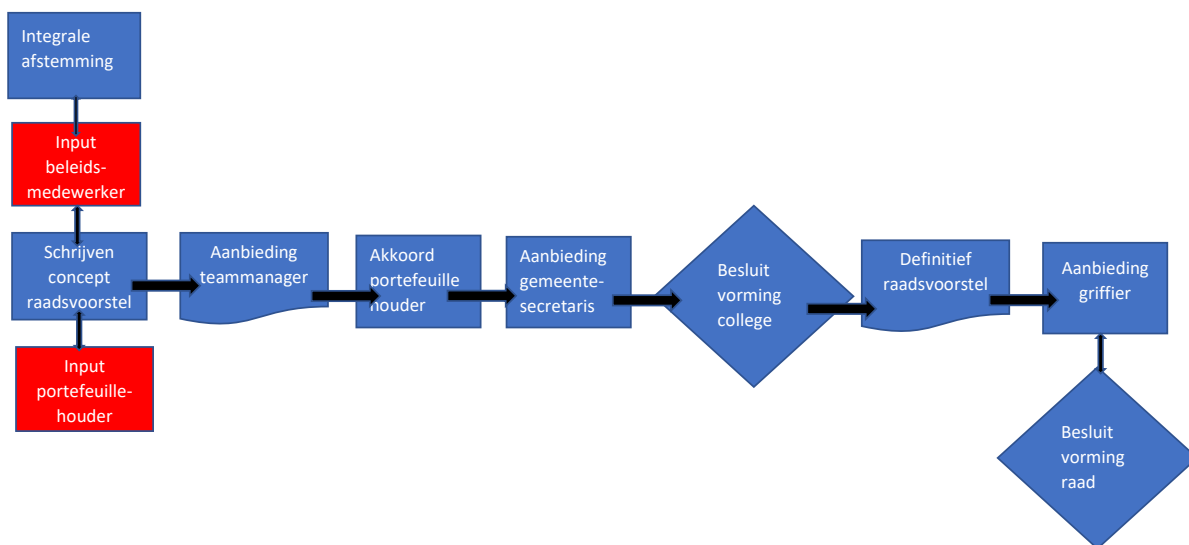 Integrale
afstemming
Input
beleids-
medewerker
Schrijven
concept
raadsvoorstel
Input
portefeuille-
houder
Aanbieding
teammanager
Akkoord
portefeuille
houder
Aanbieding
gemeente-
secretaris
Besluit
vorming
college
Definitief
raadsvoorstel
Aanbieding
griffier
Besluit
vorming
raad